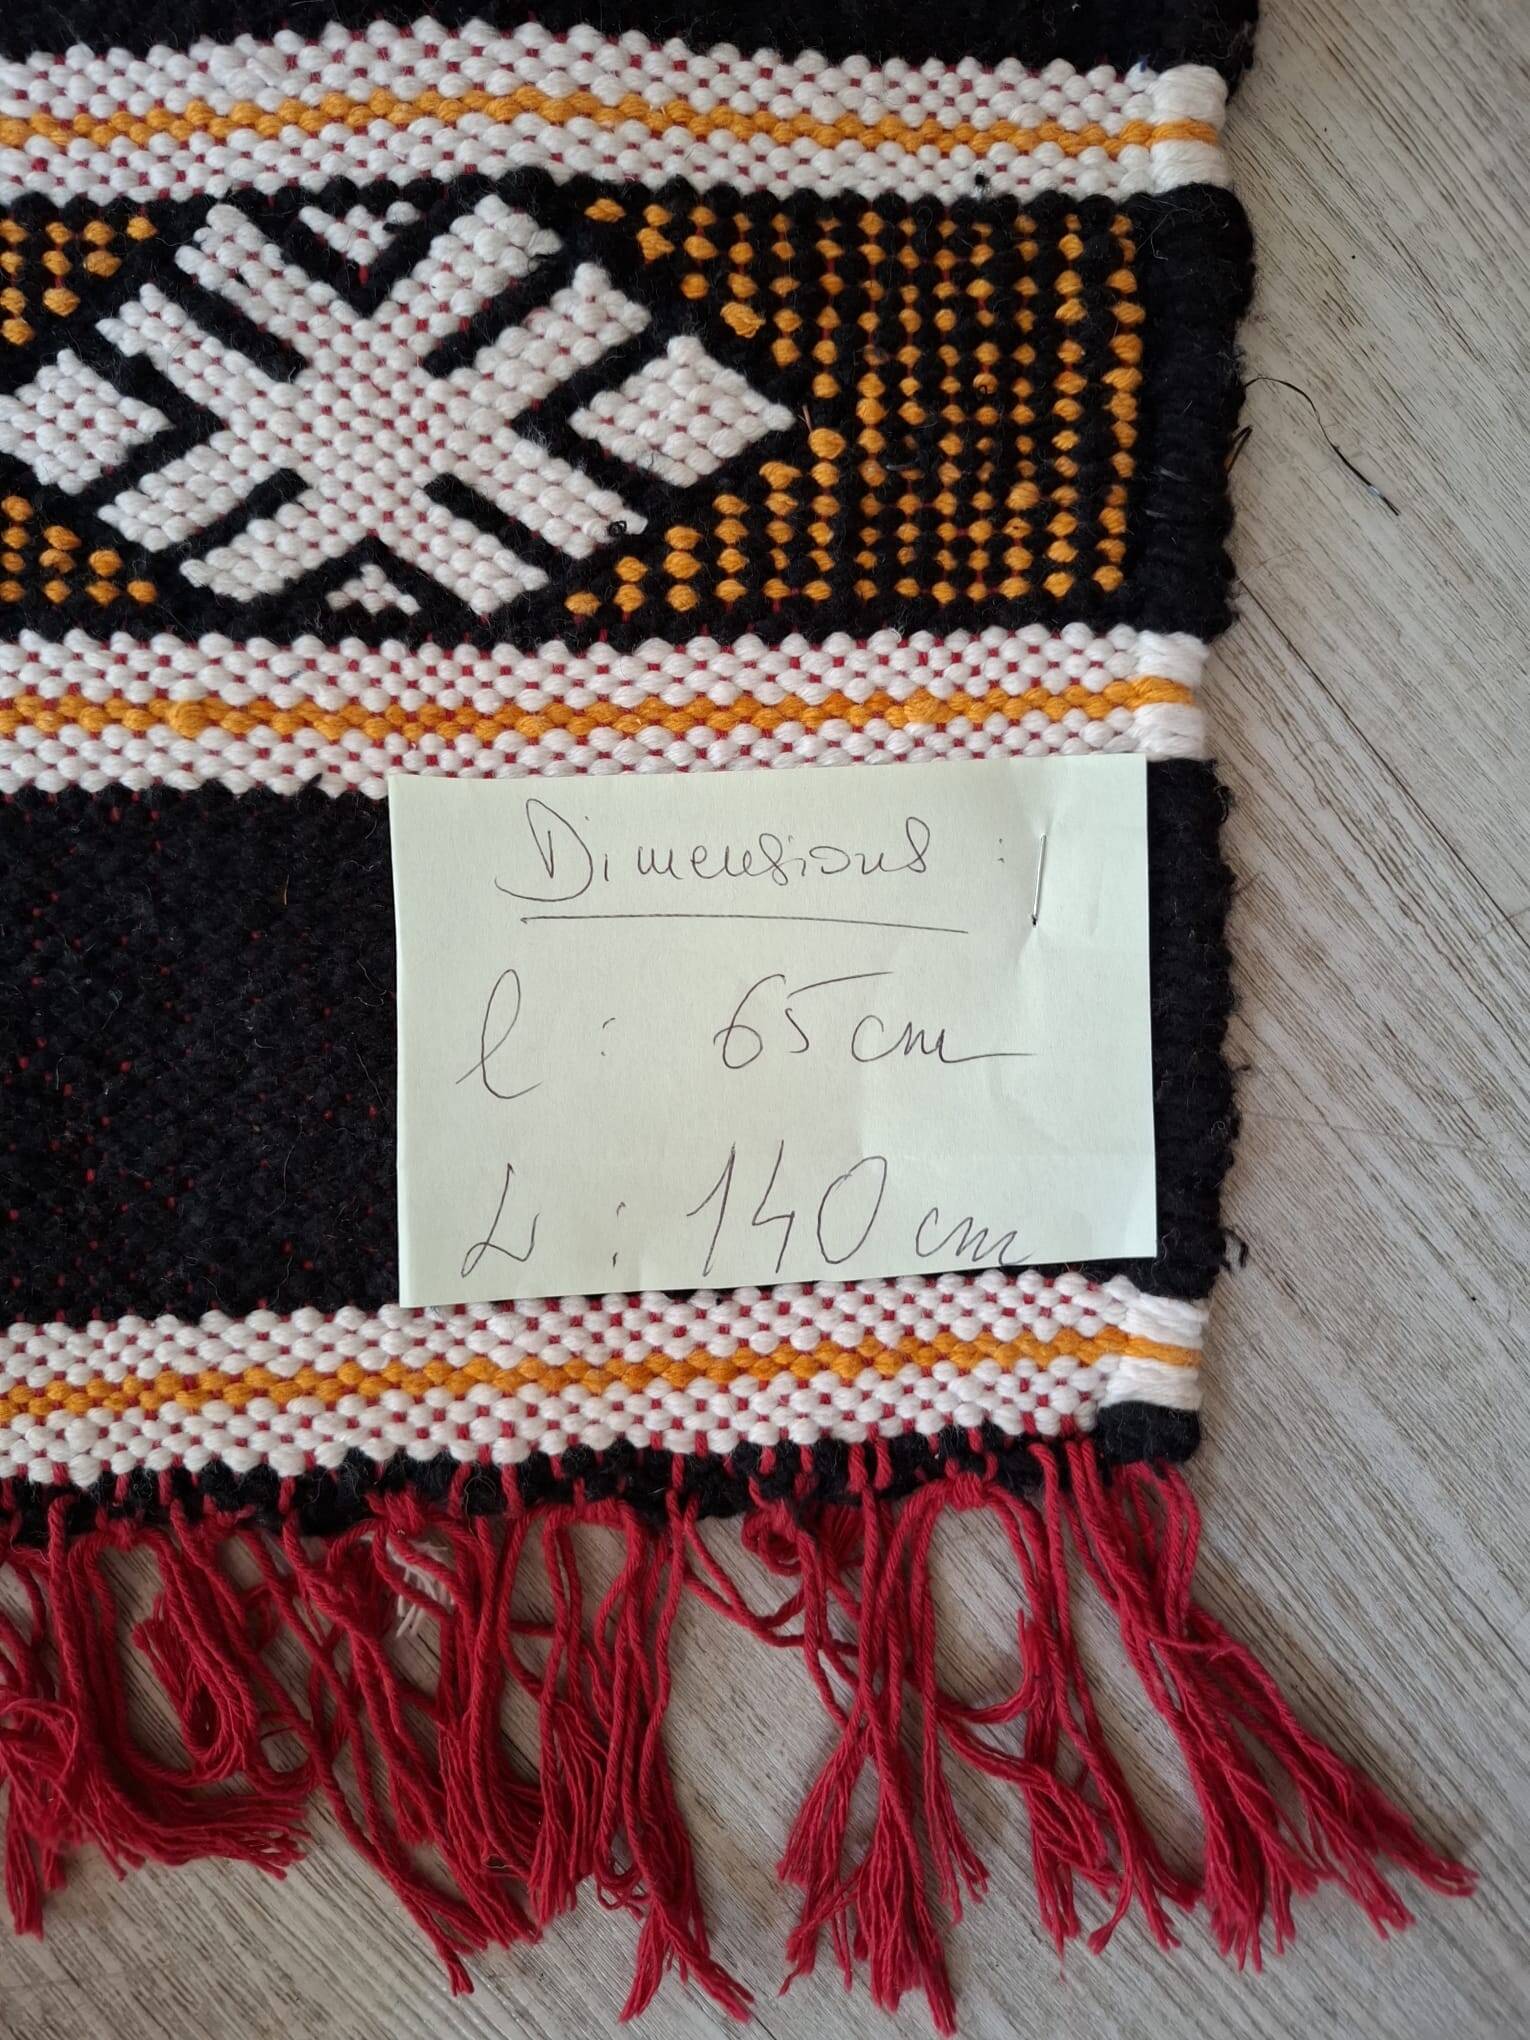 Dimensions :
l : 65 cm
L : 140 cm